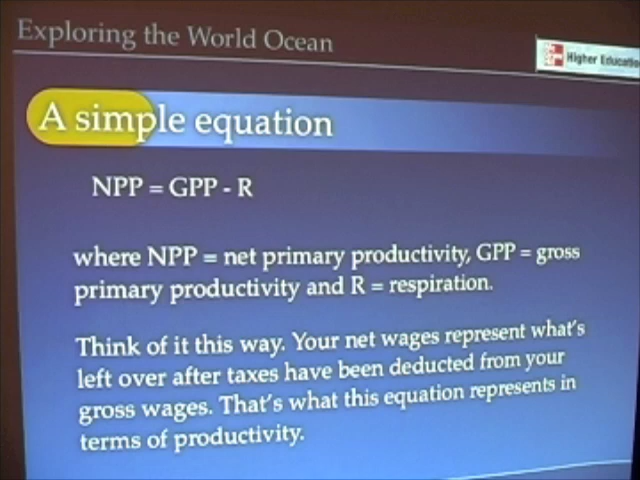 Exploring the World Ocean
Higher Education
A simple equation
NPP = GPP - R
where NPP = net primary productivity, GPP = gross
primary productivity and R = respiration.
Think of it this way. Your net wages represent what's
left over after taxes have been deducted from your
gross wages. That's what this equation represents in
terms of productivity.